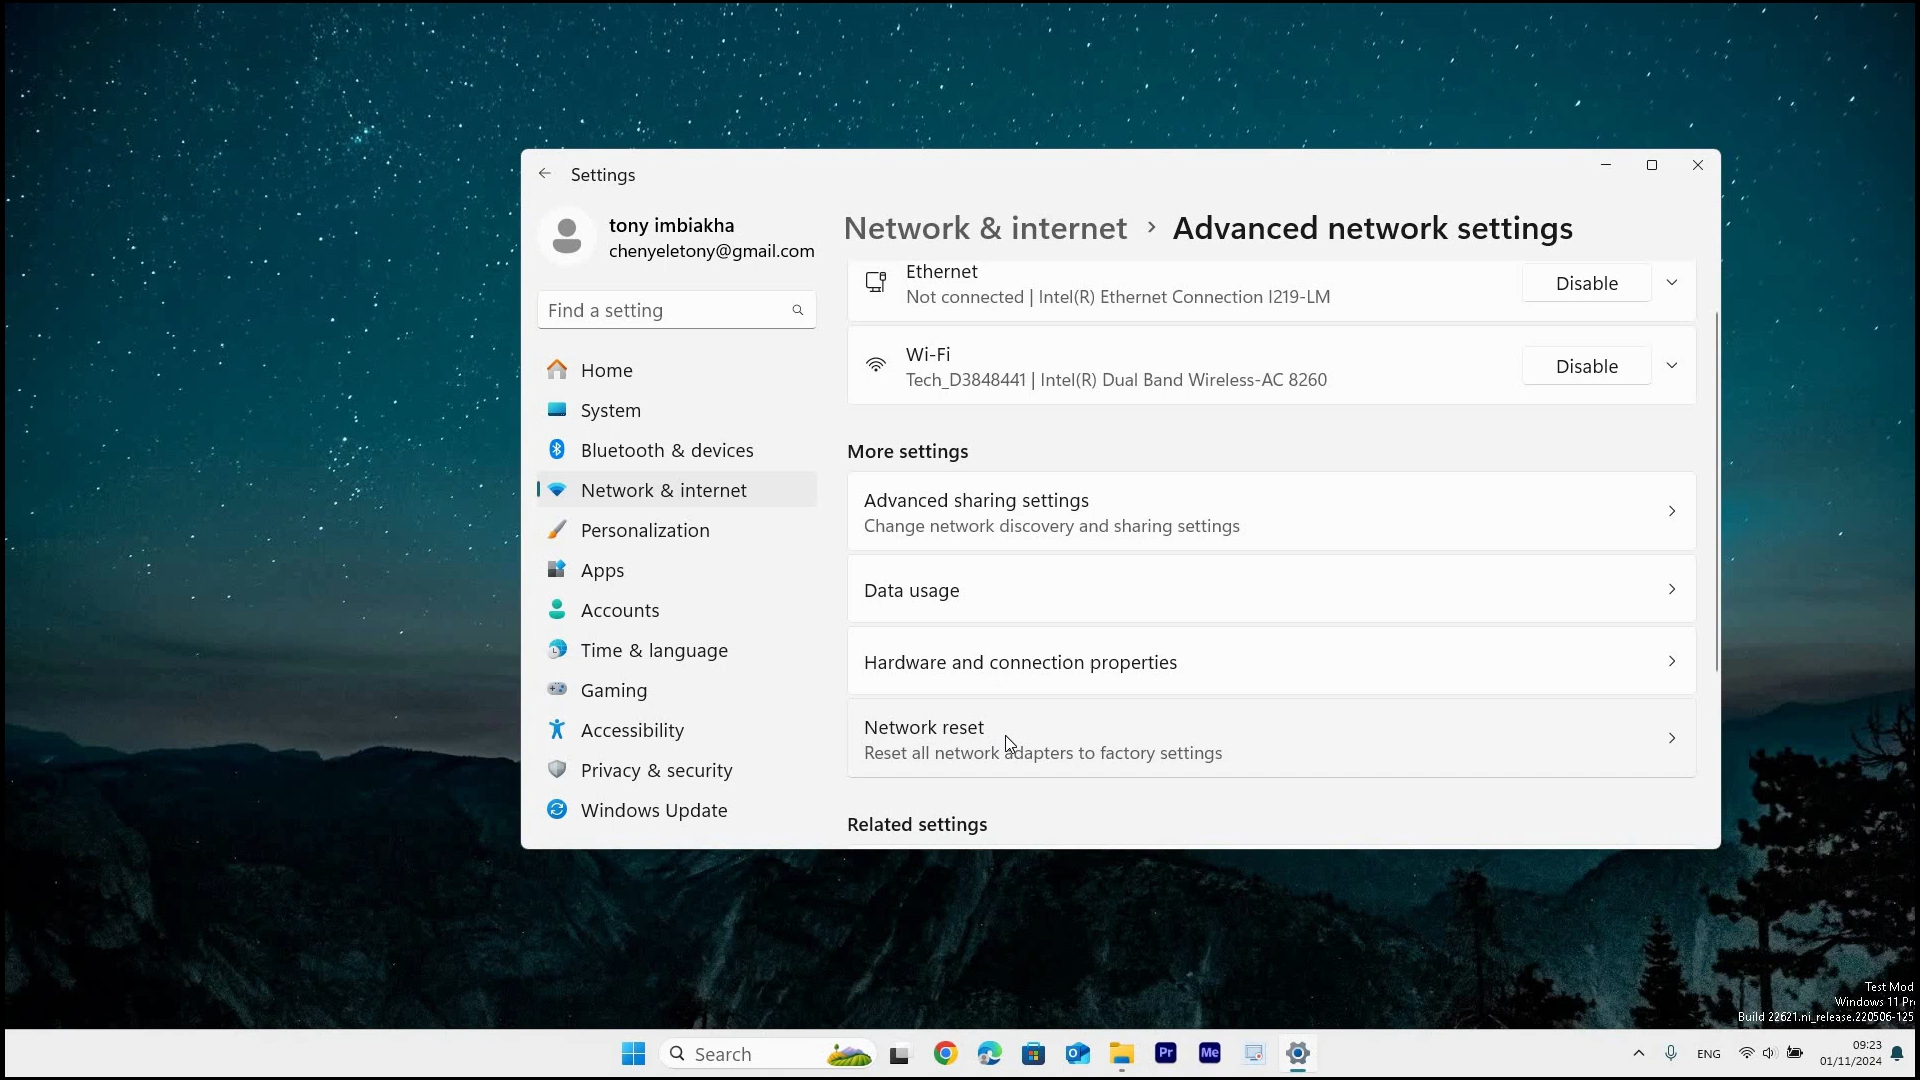 Settings
tony imbiakha
chenyeletony@gmail.com
Find a setting
Home
System
Bluetooth & devices
Network & internet
Personalization
Apps
Accounts
Time & language
Gaming
Accessibility
Privacy & security
Windows Update
Network & internet > Advanced network settings
Ethernet
Not connected | Intel(R) Ethernet Connection I219-LM
Disable
Wi-Fi
Tech_D3848441 | Intel(R) Dual Band Wireless-AC 8260
Disable
More settings
Advanced sharing settings
Change network discovery and sharing settings
Data usage
Hardware and connection properties
Network reset
Reset all network adapters to factory settings
Related settings
Test Mod
Windows 11 Pr
Build 22621.ni_release.220506-125
Search
Pr
Me
ENG
09:23
01/11/2024